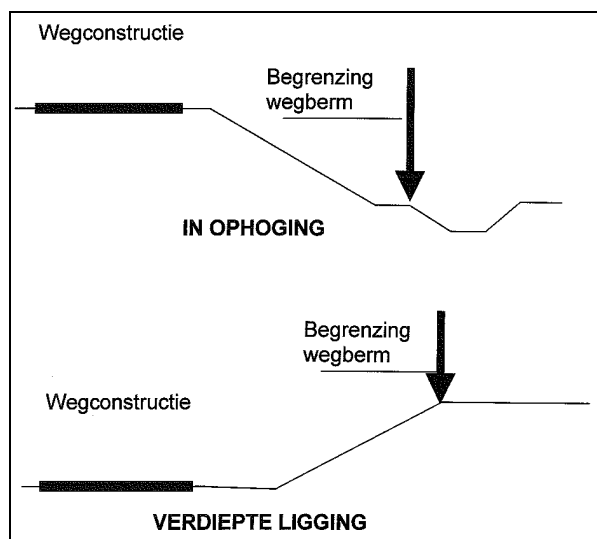 Wegconstructie
Begrenzing
wegberm
IN OPHOGING
Begrenzing
wegberm
Wegconstructie
VERDIEPTE LIGGING